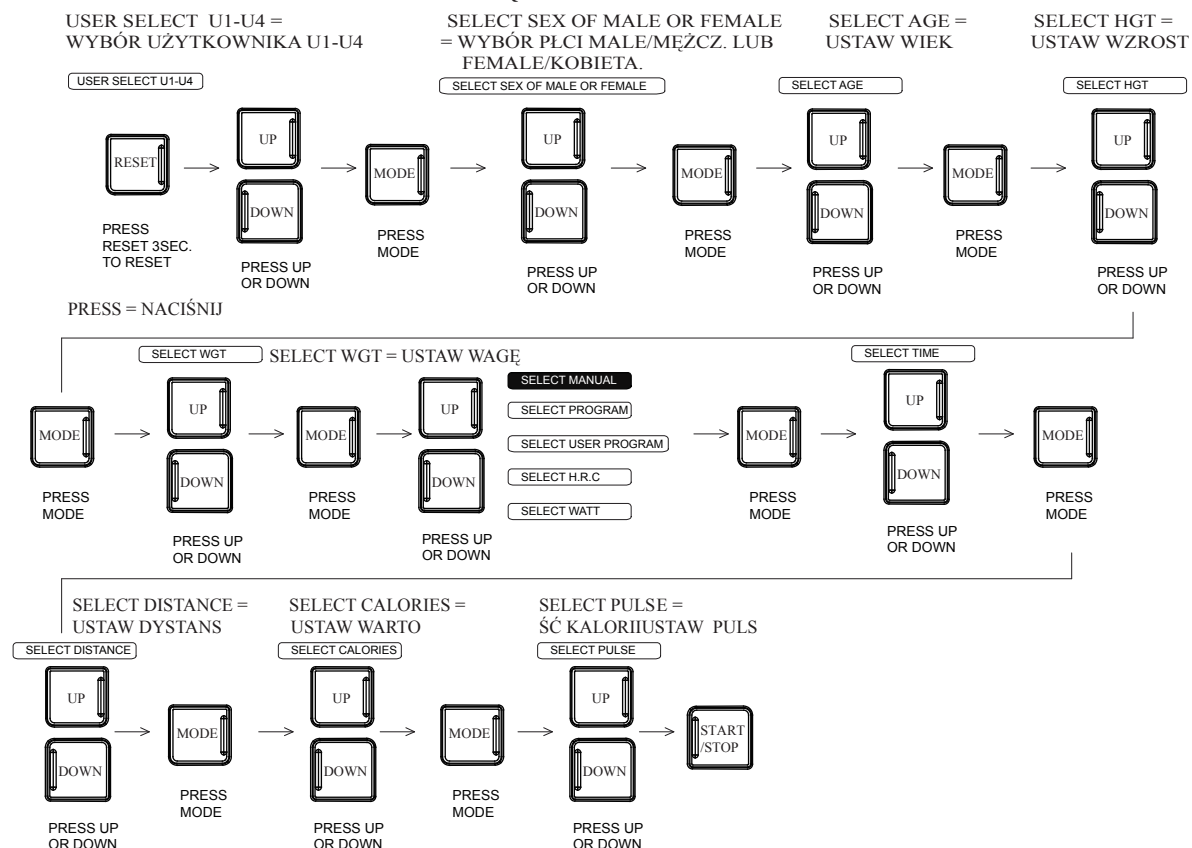 USER SELECT U1-U4 =
WYBÓR UŻYTKOWNIKA U1-U4
SELECT SEX OF MALE OR FEMALE
= WYBÓR PŁCI MALE/MĘŻCZ. LUB
FEMALE/KOBIETA.
SELECT AGE =
USTAW WIEK
SELECT HGT =
USTAW WZROST
USER SELECT U1-U4
SELECT SEX OF MALE OR FEMALE
SELECT AGE
SELECT HGT
RESET
UP
DOWN
MODE
UP
DOWN
MODE
UP
DOWN
MODE
UP
DOWN
PRESS
RESET 3SEC.
TO RESET
PRESS UP
OR DOWN
PRESS
MODE
PRESS UP
OR DOWN
PRESS
MODE
PRESS UP
OR DOWN
PRESS
MODE
PRESS UP
OR DOWN
PRESS = NACIŚNIJ
SELECT WGT
SELECT WGT = USTAW WAGĘ
SELECT MANUAL
SELECT PROGRAM
SELECT USER PROGRAM
SELECT H.R.C
SELECT WATT
SELECT TIME
MODE
UP
DOWN
MODE
UP
DOWN
MODE
UP
DOWN
MODE
PRESS
MODE
PRESS UP
OR DOWN
PRESS
MODE
PRESS UP
OR DOWN
PRESS
MODE
PRESS UP
OR DOWN
PRESS
MODE
SELECT DISTANCE =
USTAW DYSTANS
SELECT CALORIES =
USTAW WARTO
SELECT PULSE =
ŚĆ KALORIIUSTAW PULS
SELECT DISTANCE
SELECT CALORIES
SELECT PULSE
UP
DOWN
MODE
UP
DOWN
MODE
UP
DOWN
START
/STOP
PRESS UP
OR DOWN
PRESS
MODE
PRESS UP
OR DOWN
PRESS
MODE
PRESS UP
OR DOWN